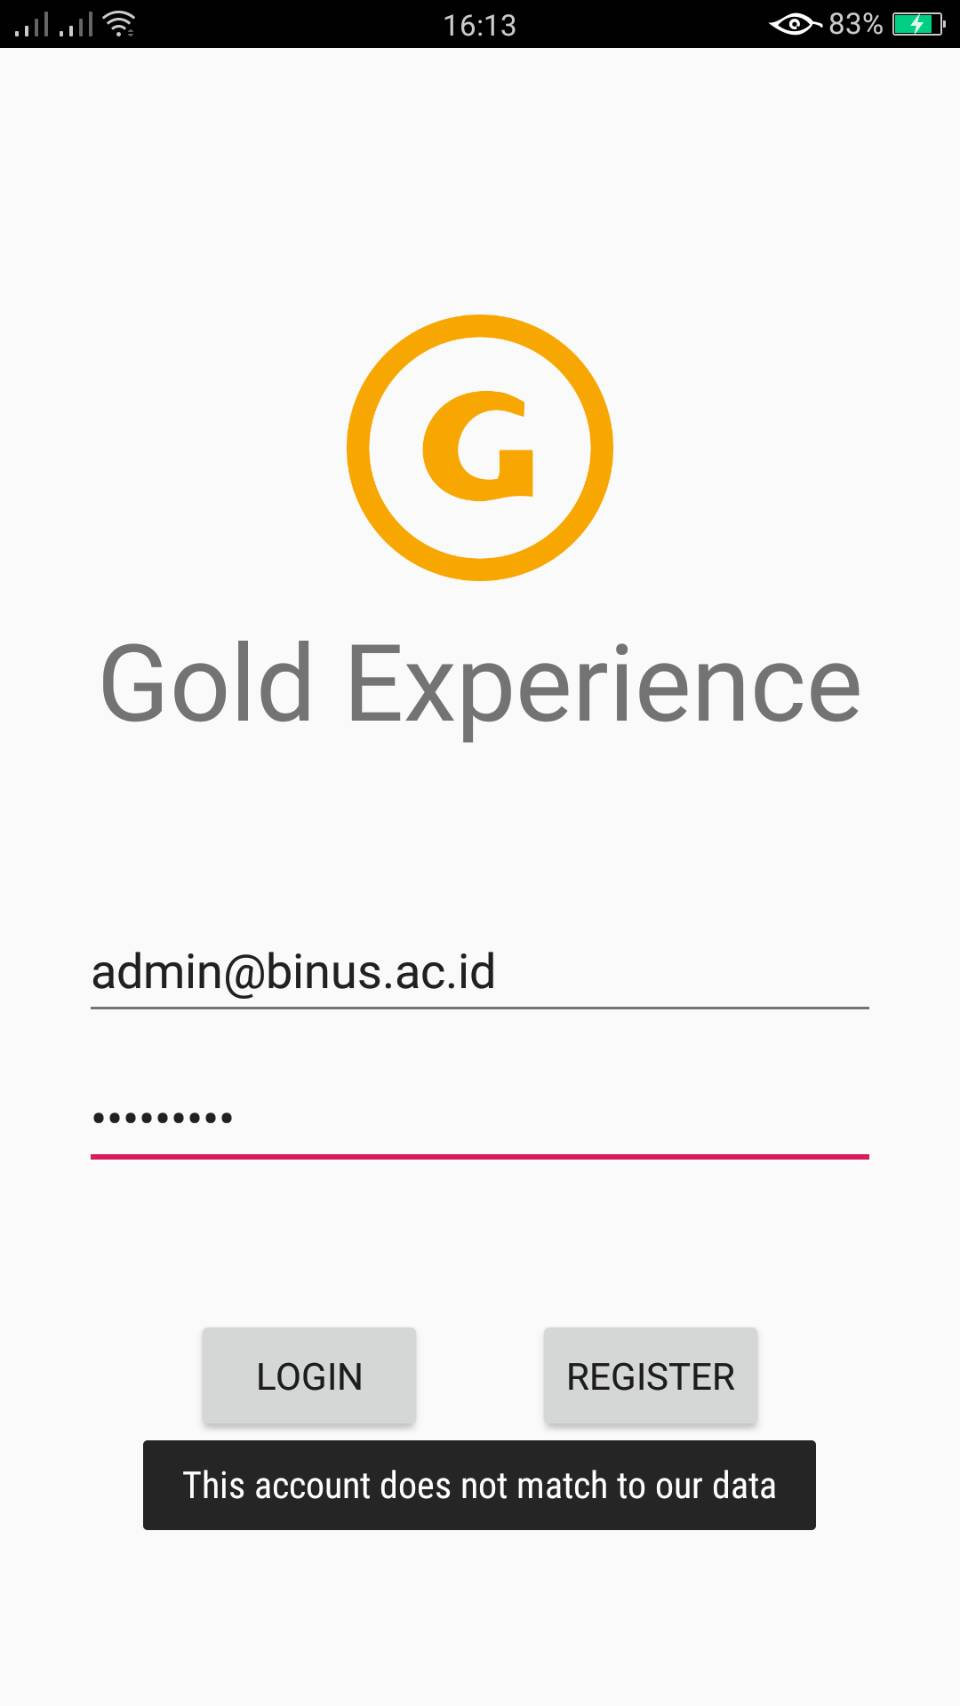 16:13
83%
G
Gold Experience
admin@binus.ac.id
•••••••••
LOGIN
REGISTER
This account does not match to our data